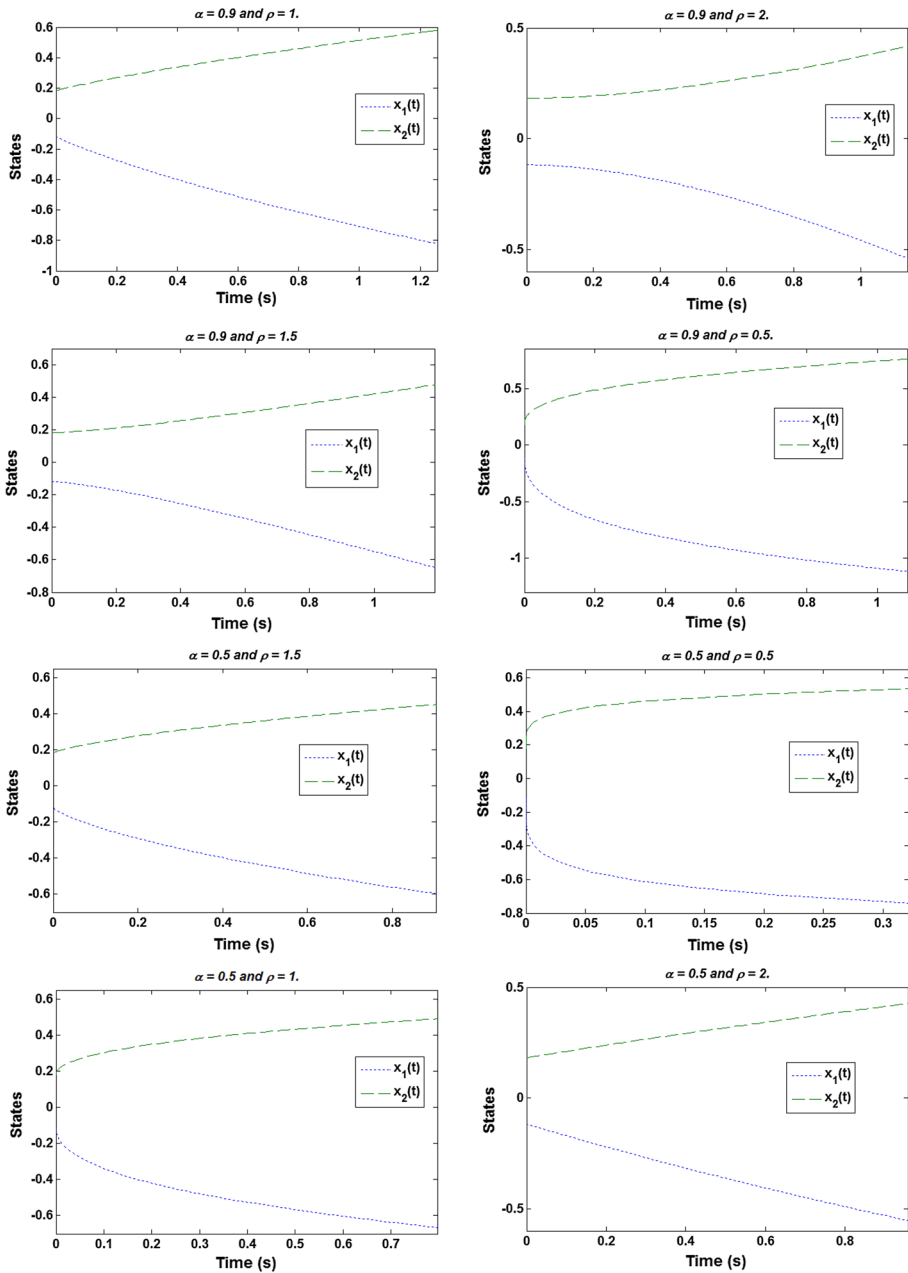 α = 0.9 and ρ = 1.
0.6
0.4
0.2
0
-0.2
-0.4
-0.6
-0.8
-1
States
x1(t)
x2(t)
0 0.2 0.4 0.6 0.8 1 1.2
Time (s)
α = 0.9 and ρ = 2.
0.5
0
-0.5
States
x1(t)
x2(t)
0 0.2 0.4 0.6 0.8 1
Time (s)
α = 0.9 and ρ = 1.5
0.6
0.4
0.2
0
-0.2
-0.4
-0.6
-0.8
States
x1(t)
x2(t)
0 0.2 0.4 0.6 0.8 1
Time (s)
α = 0.9 and ρ = 0.5.
0.5
0
-0.5
-1
States
x1(t)
x2(t)
0 0.2 0.4 0.6 0.8 1
Time (s)
α = 0.5 and ρ = 1.5
0.6
0.4
0.2
0
-0.2
-0.4
-0.6
States
x1(t)
x2(t)
0 0.2 0.4 0.6 0.8
Time (s)
α = 0.5 and ρ = 0.5
0.6
0.4
0.2
0
-0.2
-0.4
-0.6
-0.8
States
x1(t)
x2(t)
0 0.05 0.1 0.15 0.2 0.25 0.3
Time (s)
α = 0.5 and ρ = 1.
0.6
0.4
0.2
0
-0.2
-0.4
-0.6
States
x1(t)
x2(t)
0 0.1 0.2 0.3 0.4 0.5 0.6 0.7
Time (s)
α = 0.5 and ρ = 2.
0.5
0
-0.5
States
x1(t)
x2(t)
0 0.2 0.4 0.6 0.8
Time (s)